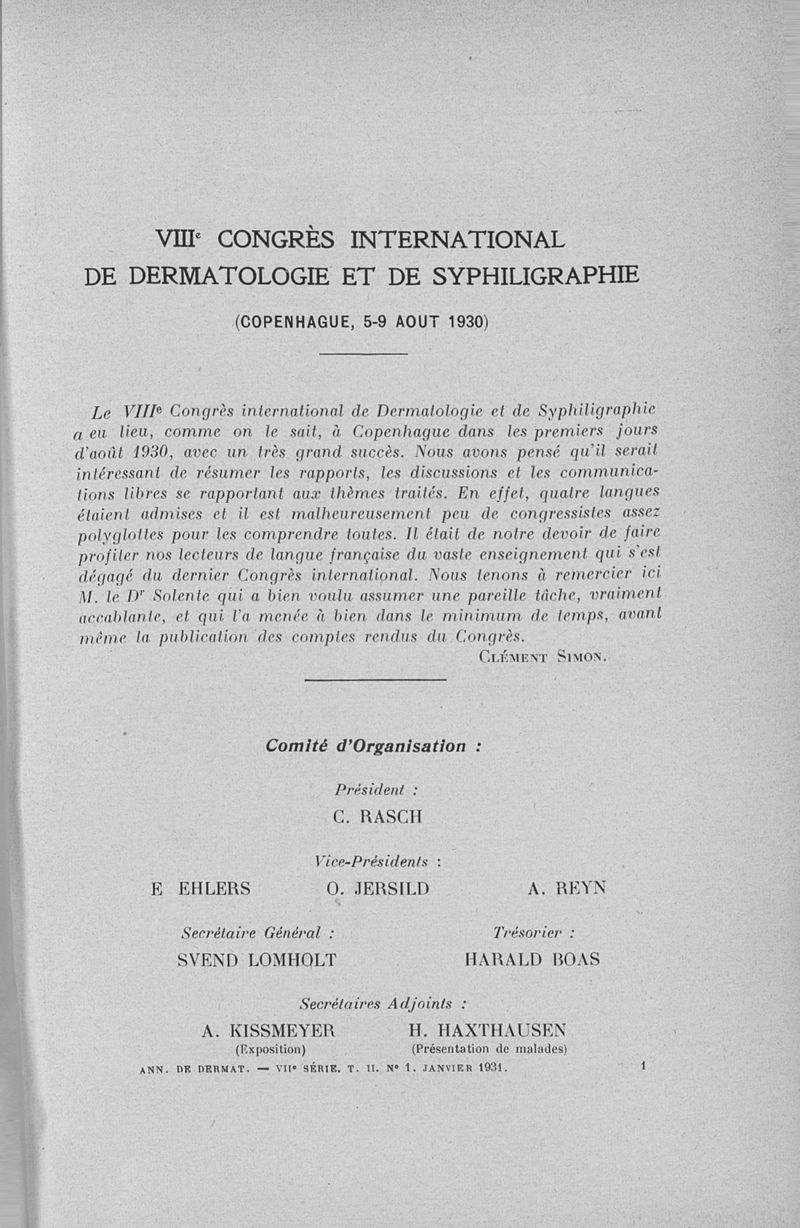 VIIIe CONGRÈS INTERNATIONAL
DE DERMATOLOGIE ET DE SYPHILIGRAPHIE
(COPENHAGUE, 5-9 AOUT 1930)
Le VIIIe Congrès international de Dermatologie et de Syphiligraphie
a eu lieu, comme on le sait, à Copenhague dans les premiers jours
d'août 1930, avec un très grand succès. Nous avons pensé qu'il serait
intéressant de résumer les rapports, les discussions et les communica-
tions libres se rapportant aux thèmes traités. En effet, quatre langues
étaient admises et il est malheureusement peu de congressistes assez
polyglottes pour les comprendre toutes. Il était de notre devoir de faire
profiter nos lecteurs de langue française du vaste enseignement qui s'est
dégagé du dernier Congrès international. Nous tenons à remercier ici
M. le Dr Solente qui a bien voulu assumer une pareille tâche, vraiment
accablante, et qui l'a menée à bien dans le minimum de temps, avant
même la publication des comptes rendus du Congrès.
CLÉMENT SIMON.
Comité d'Organisation :
Président :
C. RASCH
Vice-Présidents :
E EHLERS O. JERSILD A. REYN
Secrétaire Général : Trésorier :
SVEND LOMHOLT HARALD BOAS
Secrétaires Adjoints :
A. KISSMEYER H. HAXTHAUSEN
(Exposition) (Présentation de malades)
ANN. DE DERMAT. — VIIe SÉRIE. T. II. No 1. JANVIER 1931. 1